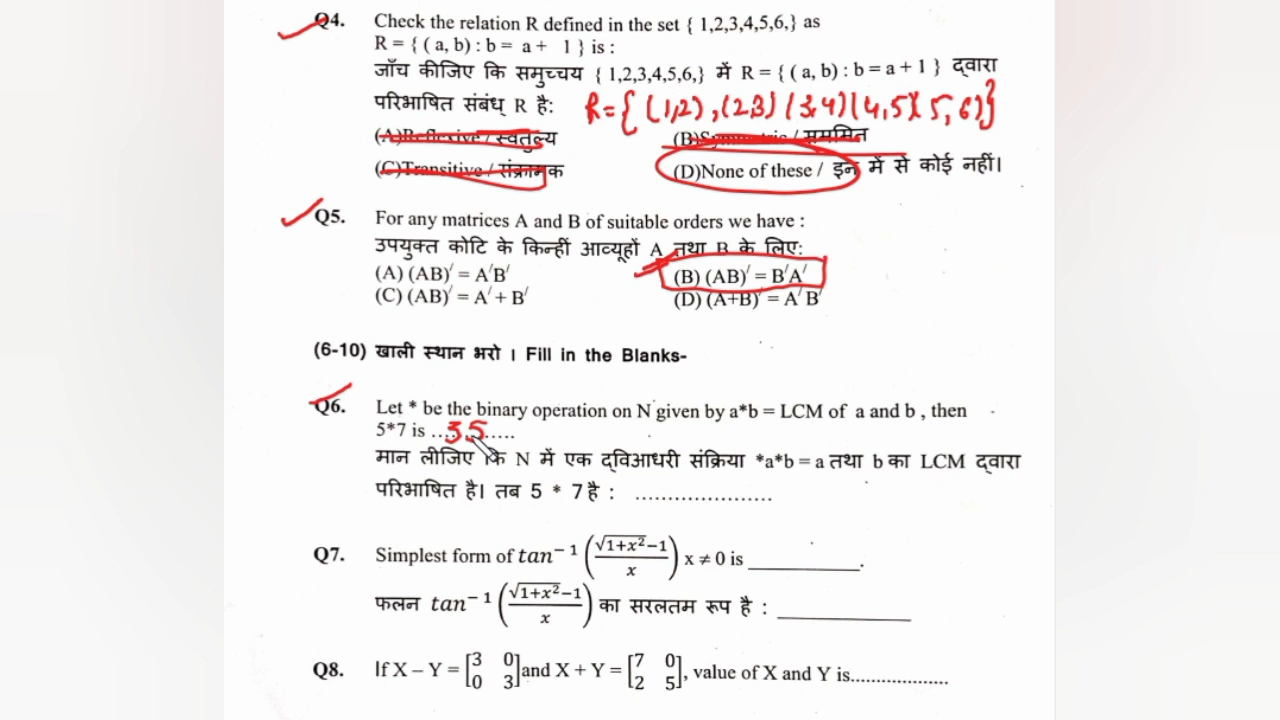 Q4. Check the relation R defined in the set { 1,2,3,4,5,6,} as
R = { ( a, b) : b = a + 1 } is :
जाँच कीजिए कि समुच्चय { 1,2,3,4,5,6,} में R = { ( a, b) : b = a + 1 } द्वारा
परिभाषित संबंध् R है: R={ (1,2),(2,3)(3,4)(4,5)(5,6)}
(A)Reflexive / स्वतुल्य (B)Symmetric / सममित
(C)Transitive / संक्रामक (D)None of these / इन में से कोई नहीं।
Q5. For any matrices A and B of suitable orders we have :
उपयुक्त कोटि के किन्हीं आव्यूहों A तथा B के लिए:
(A) (AB)′ = A′B′ (B) (AB)′ = B′A′
(C) (AB)′ = A′ + B′ (D) (A+B)′ = A′ B′
(6-10) खाली स्थान भरो । Fill in the Blanks-
Q6. Let * be the binary operation on N given by a*b = LCM of a and b , then
5*7 is ....35.....
मान लीजिए कि N में एक द्विआधरी संक्रिया *a*b = a तथा b का LCM द्वारा
परिभाषित है। तब 5 * 7 है : ......................
Q7. Simplest form of tan⁻¹ (√1+x²−1 / x) x ≠ 0 is ____________.
फलन tan⁻¹ (√1+x²−1 / x) का सरलतम रूप है : ______________
Q8. If X – Y = [3 0 0 3] and X + Y = [7 0 2 5], value of X and Y is...................